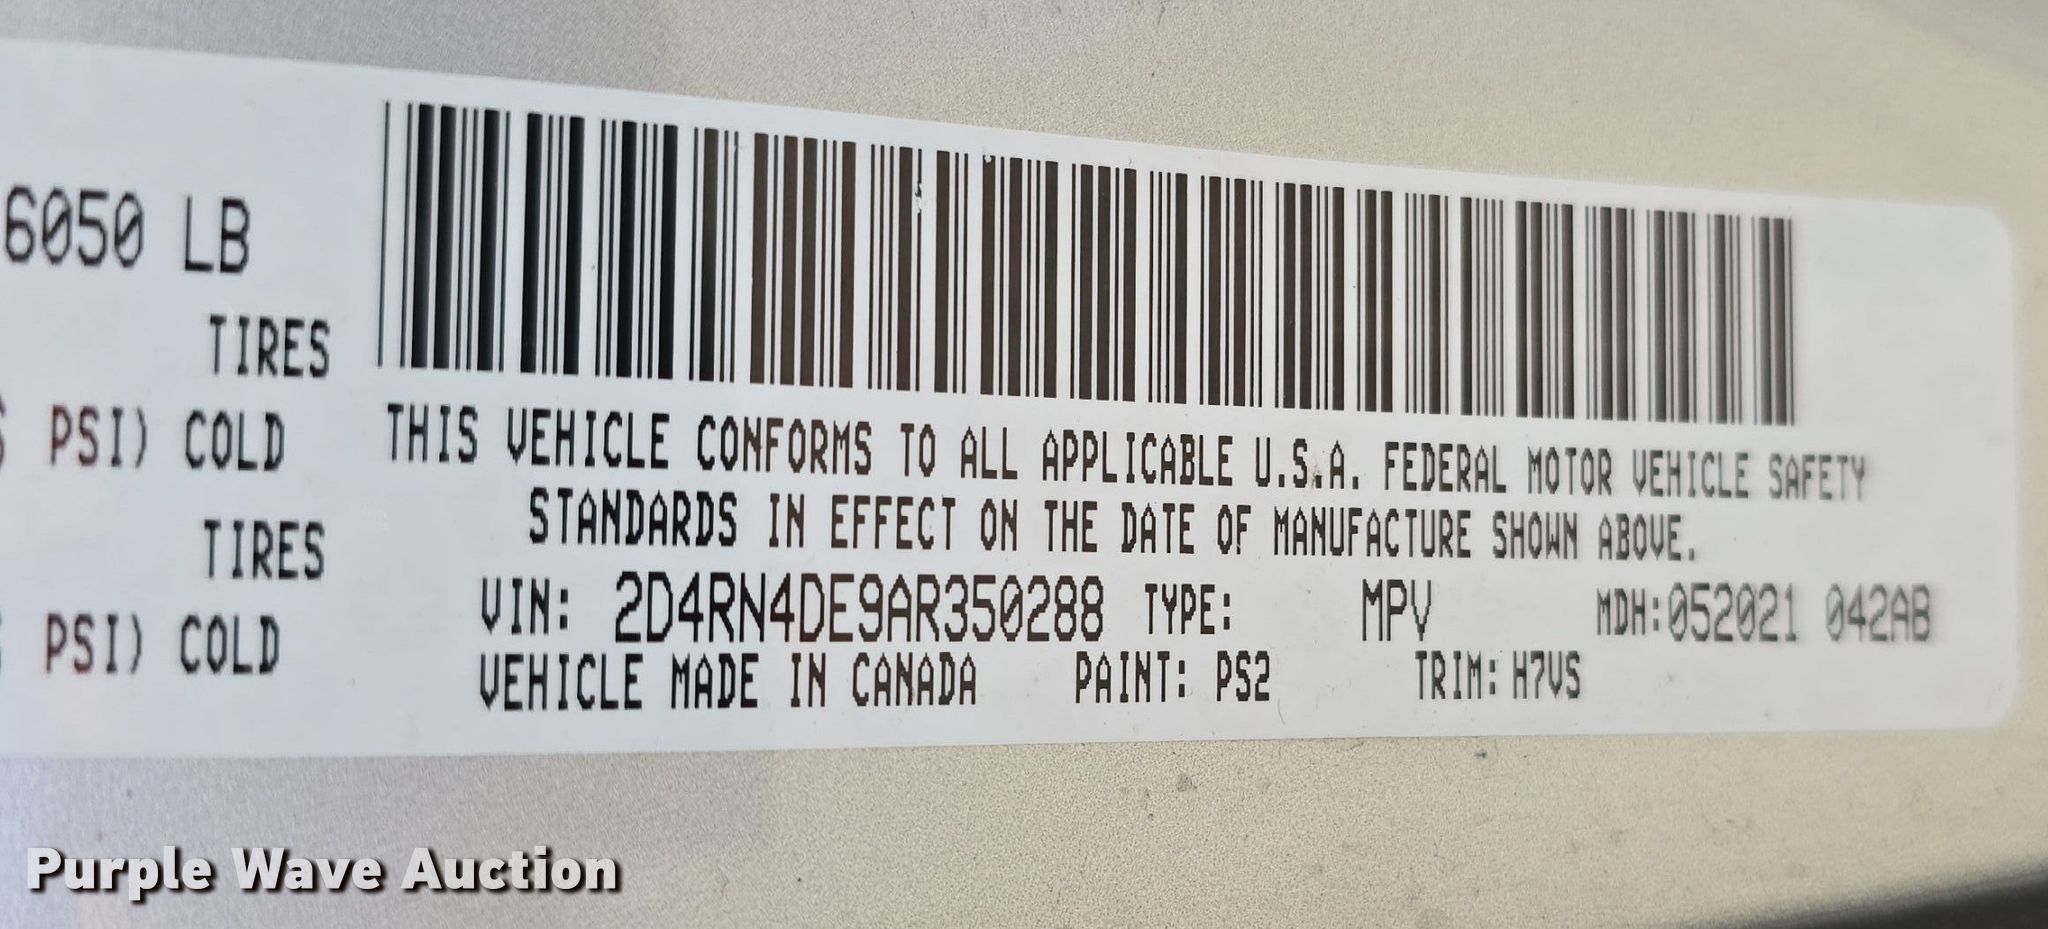 6050 LB
TIRES
PSI) COLD
TIRES
PSI) COLD
THIS VEHICLE CONFORMS TO ALL APPLICABLE U.S.A. FEDERAL MOTOR VEHICLE SAFETY
STANDARDS IN EFFECT ON THE DATE OF MANUFACTURE SHOWN ABOVE.
VIN: 2D4RN4DE9AR350288 TYPE: MPV MDH:052021 042AB
VEHICLE MADE IN CANADA PAINT: PS2 TRIM: H7VS
Purple Wave Auction